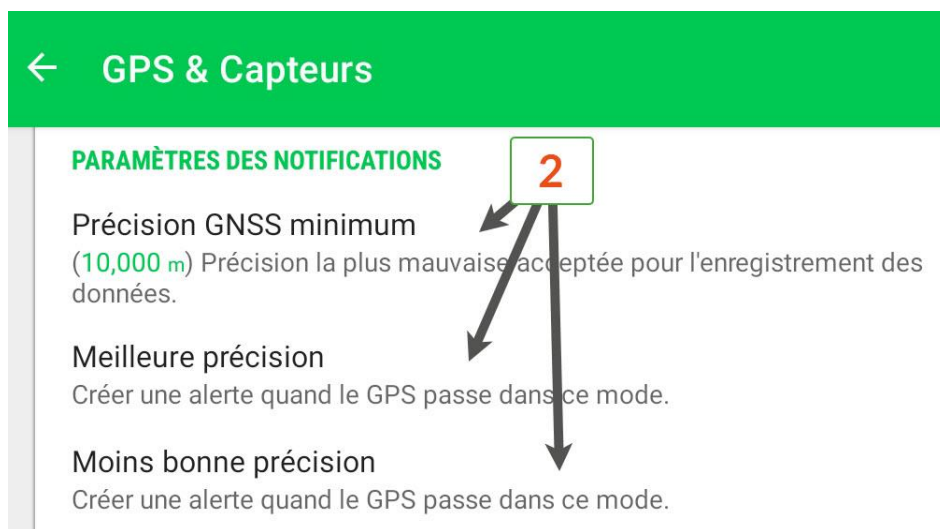 GPS & Capteurs
PARAMÈTRES DES NOTIFICATIONS
2
Précision GNSS minimum
(10,000 m) Précision la plus mauvaise acceptée pour l'enregistrement des
données.
Meilleure précision
Créer une alerte quand le GPS passe dans ce mode.
Moins bonne précision
Créer une alerte quand le GPS passe dans ce mode.